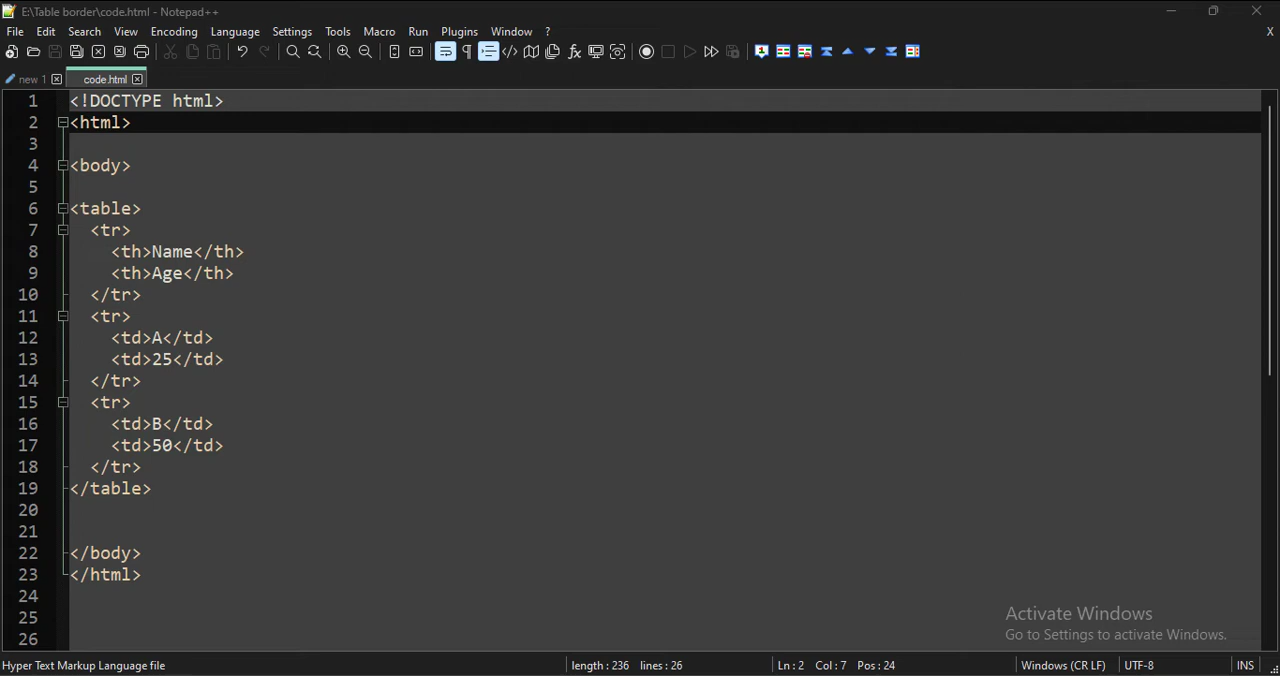 E:\Table border\code.html - Notepad++
File Edit Search View Encoding Language Settings Tools Macro Run Plugins Window ? X
new 1 code.html
1 <!DOCTYPE html>
2 <html>
3
4 <body>
5
6 <table>
7 <tr>
8 <th>Name</th>
9 <th>Age</th>
10 </tr>
11 <tr>
12 <td>A</td>
13 <td>25</td>
14 </tr>
15 <tr>
16 <td>B</td>
17 <td>50</td>
18 </tr>
19 </table>
20
21
22 </body>
23 </html>
24
25
26
Activate Windows
Go to Settings to activate Windows.
Hyper Text Markup Language file length : 236 lines : 26 Ln : 2 Col : 7 Pos : 24 Windows (CR LF) UTF-8 INS